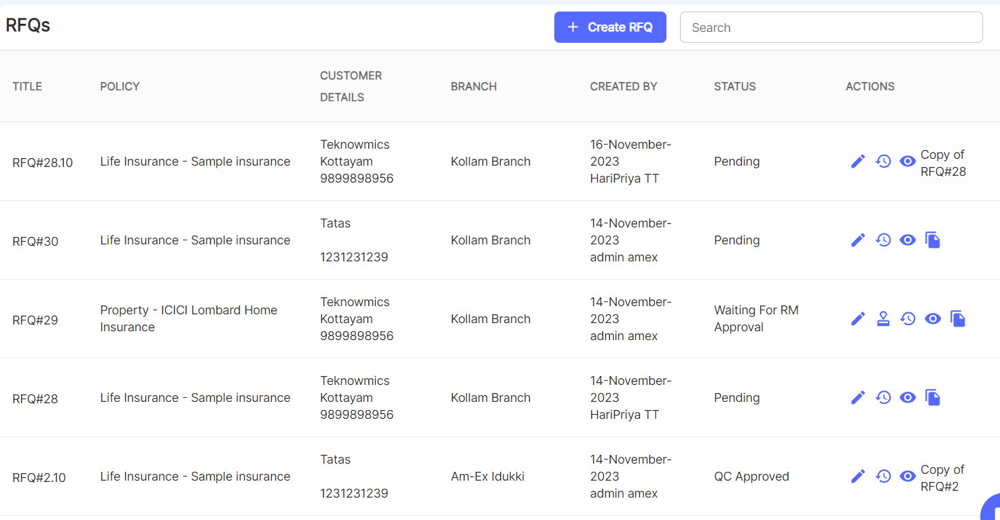 RFQs
+ Create RFQ
Search
TITLE
POLICY
CUSTOMER
DETAILS
BRANCH
CREATED BY
STATUS
ACTIONS
RFQ#28.10
Life Insurance - Sample insurance
Teknowmics
Kottayam
9899898956
Kollam Branch
16-November-
2023
HariPriya TT
Pending
Copy of
RFQ#28
RFQ#30
Life Insurance - Sample insurance
Tatas
1231231239
Kollam Branch
14-November-
2023
admin amex
Pending
RFQ#29
Property - ICICI Lombard Home
Insurance
Teknowmics
Kottayam
9899898956
Kollam Branch
14-November-
2023
admin amex
Waiting For RM
Approval
RFQ#28
Life Insurance - Sample insurance
Teknowmics
Kottayam
9899898956
Kollam Branch
14-November-
2023
HariPriya TT
Pending
RFQ#2.10
Life Insurance - Sample insurance
Tatas
1231231239
Am-Ex Idukki
14-November-
2023
admin amex
QC Approved
Copy of
RFQ#2